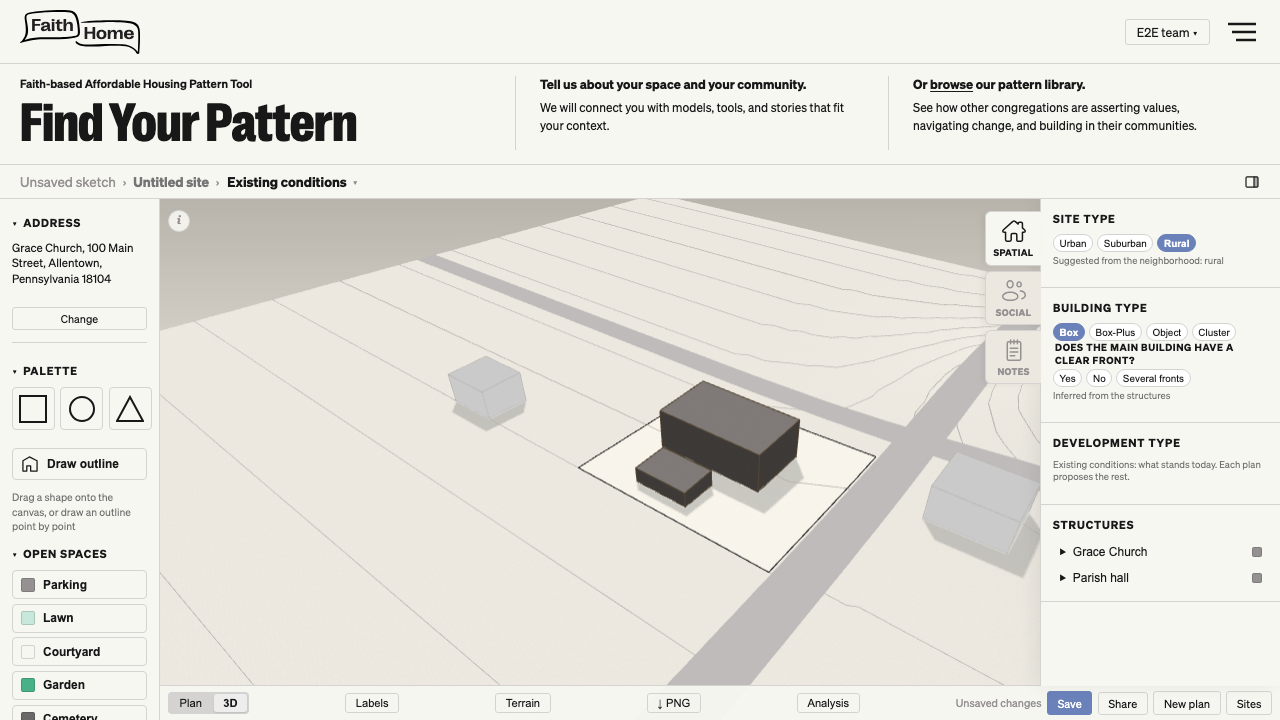 Faith
Home
E2E team ▾
Faith-based Affordable Housing Pattern Tool
Find Your Pattern
Tell us about your space and your community.
We will connect you with models, tools, and stories that fit
your context.
Or browse our pattern library.
See how other congregations are asserting values,
navigating change, and building in their communities.
Unsaved sketch › Untitled site › Existing conditions ▾
▾ ADDRESS
Grace Church, 100 Main
Street, Allentown,
Pennsylvania 18104
Change
▾ PALETTE
Draw outline
Drag a shape onto the
canvas, or draw an outline
point by point
▾ OPEN SPACES
Parking
Lawn
Courtyard
Garden
Cemetery
i
SPATIAL
SOCIAL
NOTES
SITE TYPE
Urban Suburban Rural
Suggested from the neighborhood: rural
BUILDING TYPE
Box Box-Plus Object Cluster
DOES THE MAIN BUILDING HAVE A
CLEAR FRONT?
Yes No Several fronts
Inferred from the structures
DEVELOPMENT TYPE
Existing conditions: what stands today. Each plan
proposes the rest.
STRUCTURES
Grace Church
Parish hall
Plan 3D Labels Terrain ↓ PNG Analysis Unsaved changes Save Share New plan Sites